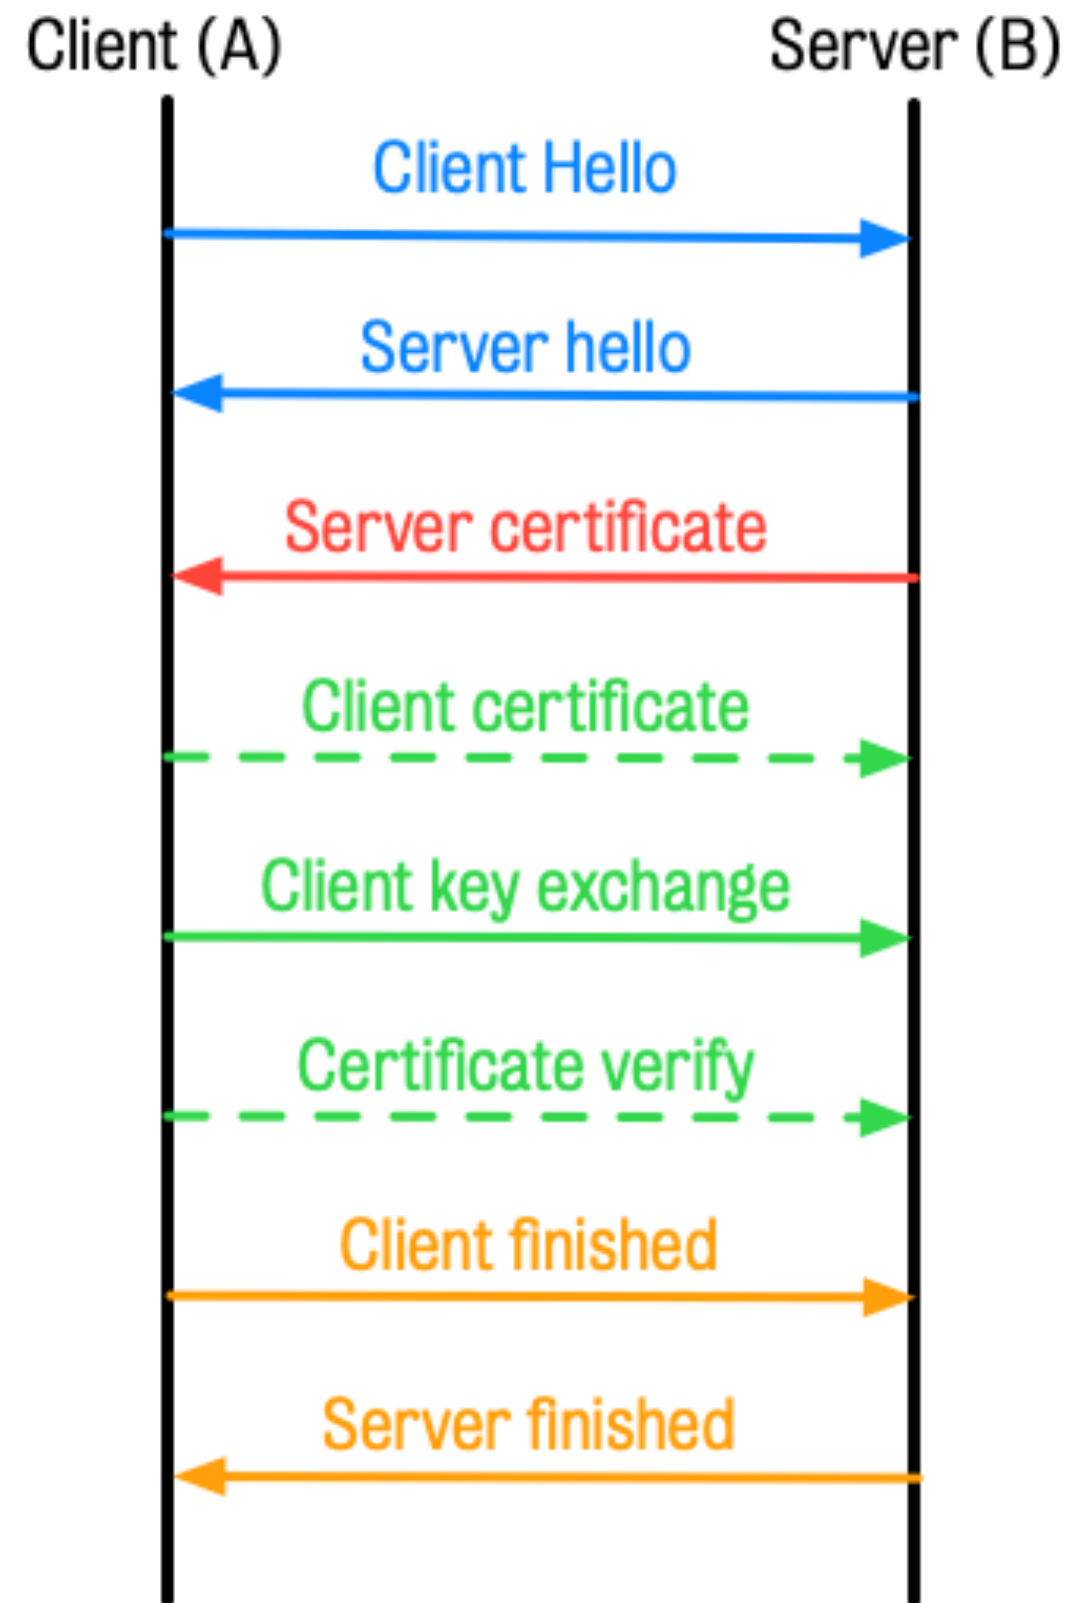 Client (A)
Server (B)
Client Hello
Server hello
Server certificate
Client certificate
Client key exchange
Certificate verify
Client finished
Server finished